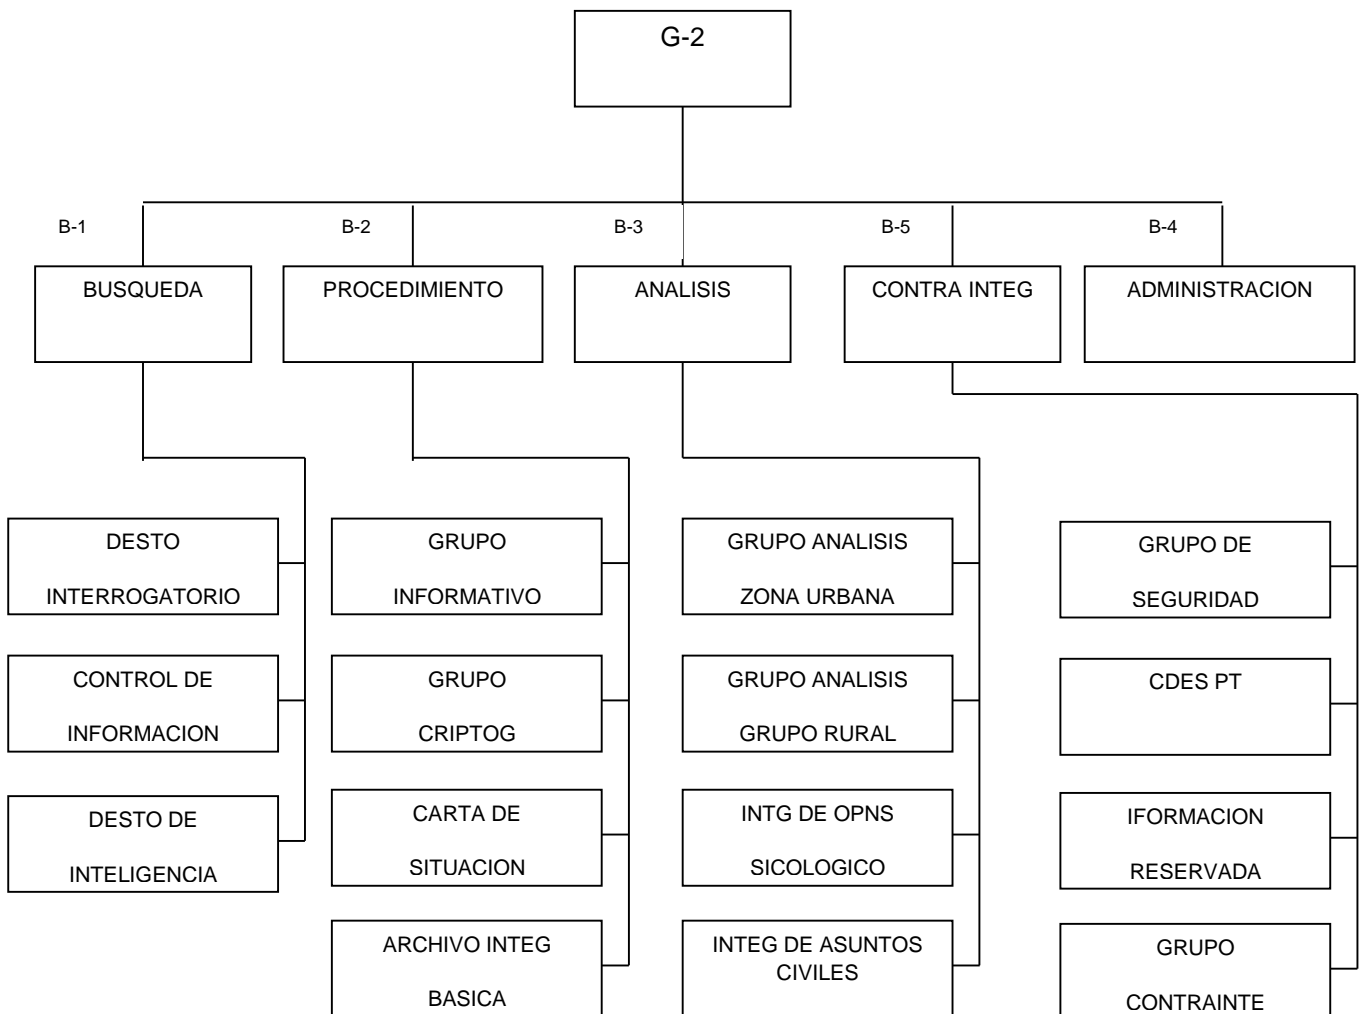 G-2
B-1
B-2
B-3
B-5
B-4
BUSQUEDA
PROCEDIMIENTO
ANALISIS
CONTRA INTEG
ADMINISTRACION
DESTO
INTERROGATORIO
CONTROL DE
INFORMACION
DESTO DE
INTELIGENCIA
GRUPO
INFORMATIVO
GRUPO
CRIPTOG
CARTA DE
SITUACION
ARCHIVO INTEG
BASICA
GRUPO ANALISIS
ZONA URBANA
GRUPO ANALISIS
GRUPO RURAL
INTG DE OPNS
SICOLOGICO
INTEG DE ASUNTOS
CIVILES
GRUPO DE
SEGURIDAD
CDES PT
IFORMACION
RESERVADA
GRUPO
CONTRAINTE